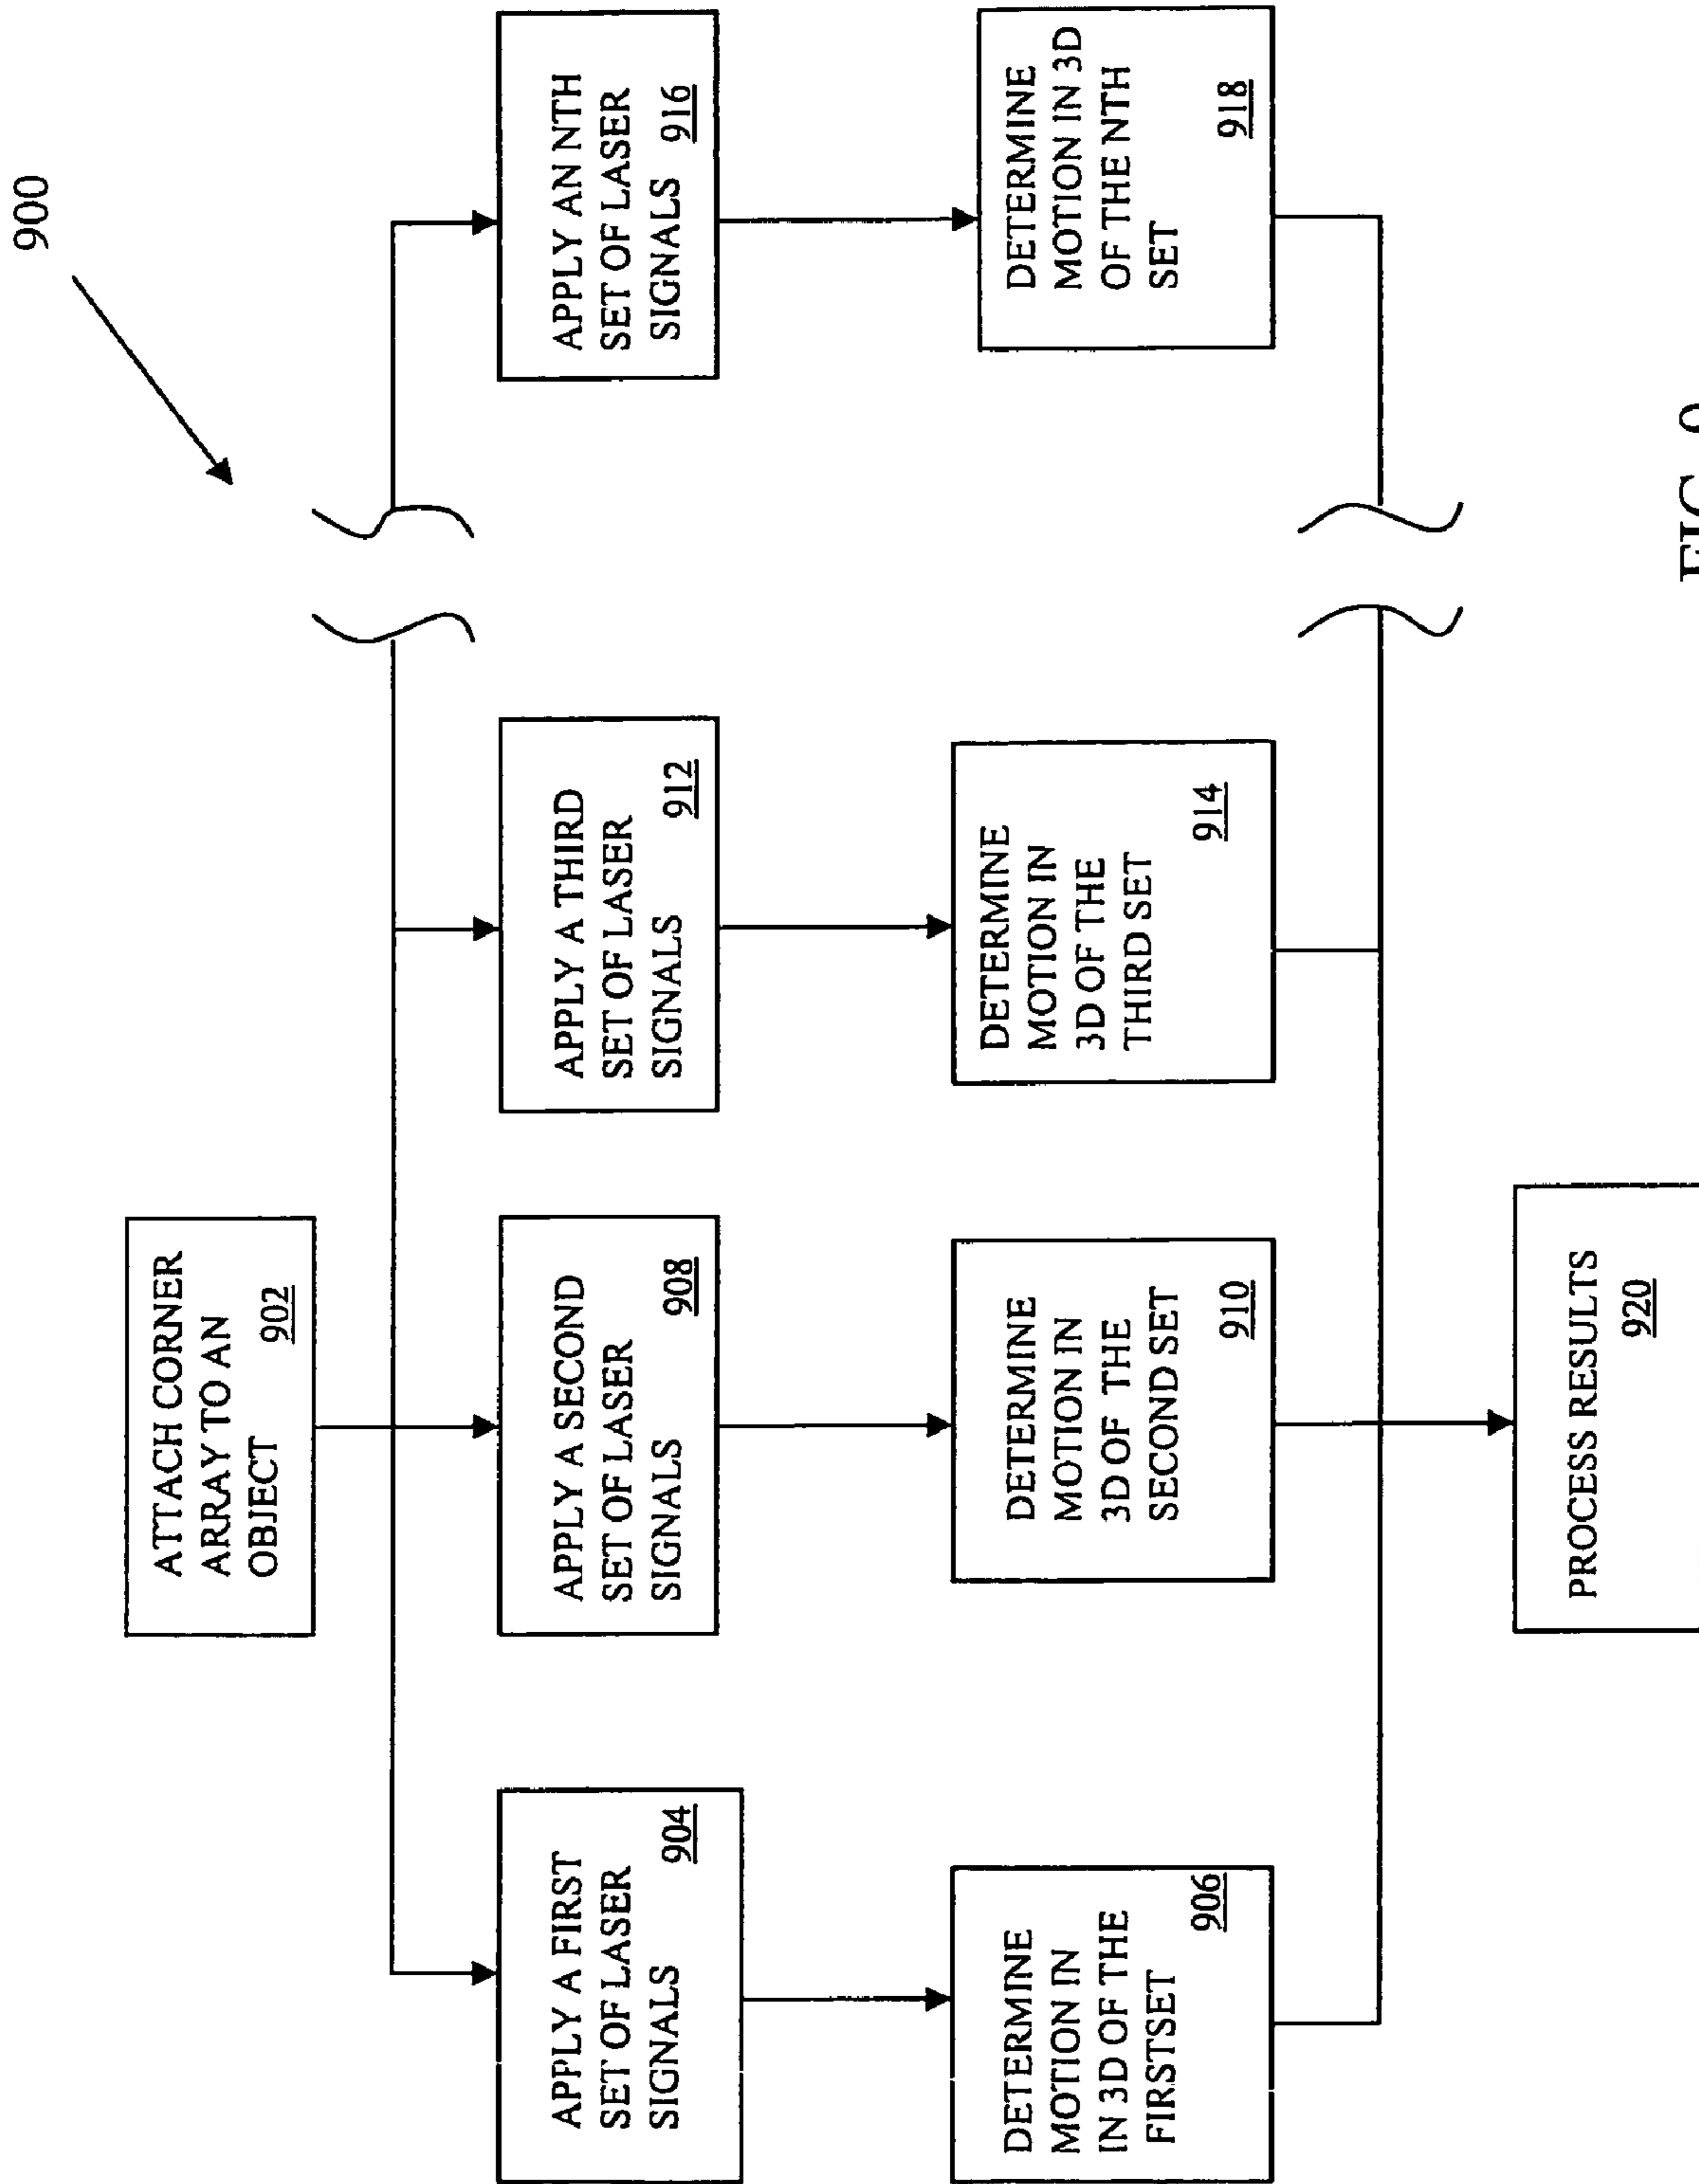 900
ATTACH CORNER
ARRAY TO AN
OBJECT
902
APPLY A FIRST
SET OF LASER
SIGNALS
904
APPLY A SECOND
SET OF LASER
SIGNALS
908
APPLY A THIRD
SET OF LASER
SIGNALS
912
APPLY AN NTH
SET OF LASER
SIGNALS
916
DETERMINE
MOTION IN
IN 3D OF THE
FIRSTSET
906
DETERMINE
MOTION IN
3D OF THE
SECOND SET
910
DETERMINE
MOTION IN
3D OF THE
THIRD SET
914
DETERMINE
MOTION IN 3D
OF THE NTH
SET
918
PROCESS RESULTS
920
FIG. 9